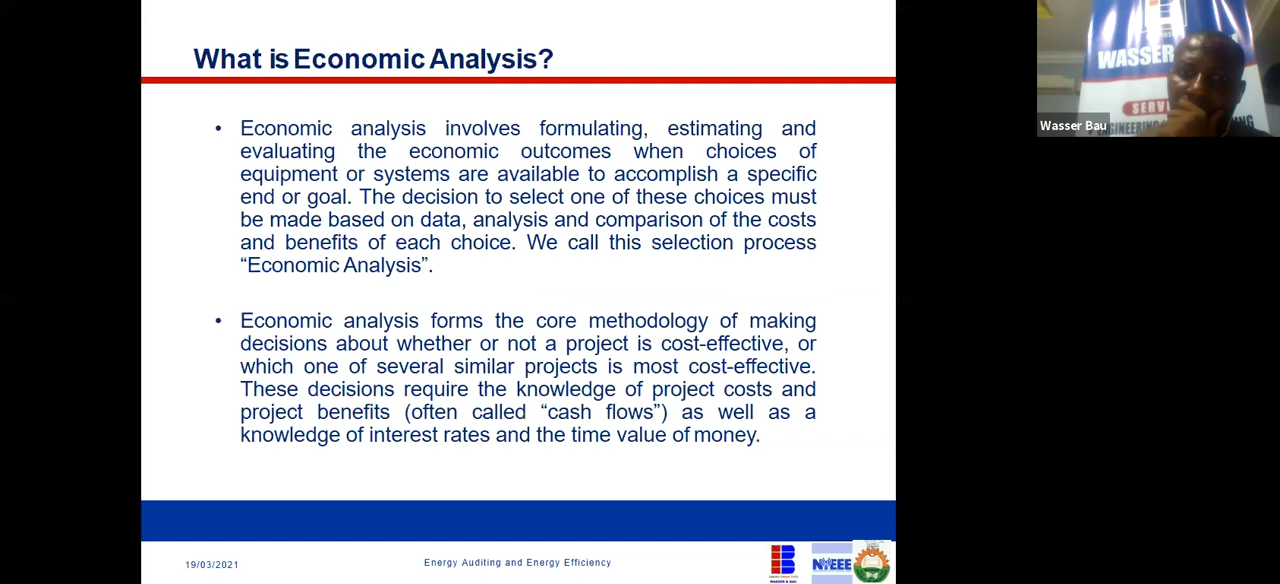 What is Economic Analysis?
• Economic analysis involves formulating, estimating and
evaluating the economic outcomes when choices of
equipment or systems are available to accomplish a specific
end or goal. The decision to select one of these choices must
be made based on data, analysis and comparison of the costs
and benefits of each choice. We call this selection process
“Economic Analysis”.
• Economic analysis forms the core methodology of making
decisions about whether or not a project is cost-effective, or
which one of several similar projects is most cost-effective.
These decisions require the knowledge of project costs and
project benefits (often called “cash flows”) as well as a
knowledge of interest rates and the time value of money.
19/03/2021
Energy Auditing and Energy Efficiency
WASSER
SERV
Wasser Bau